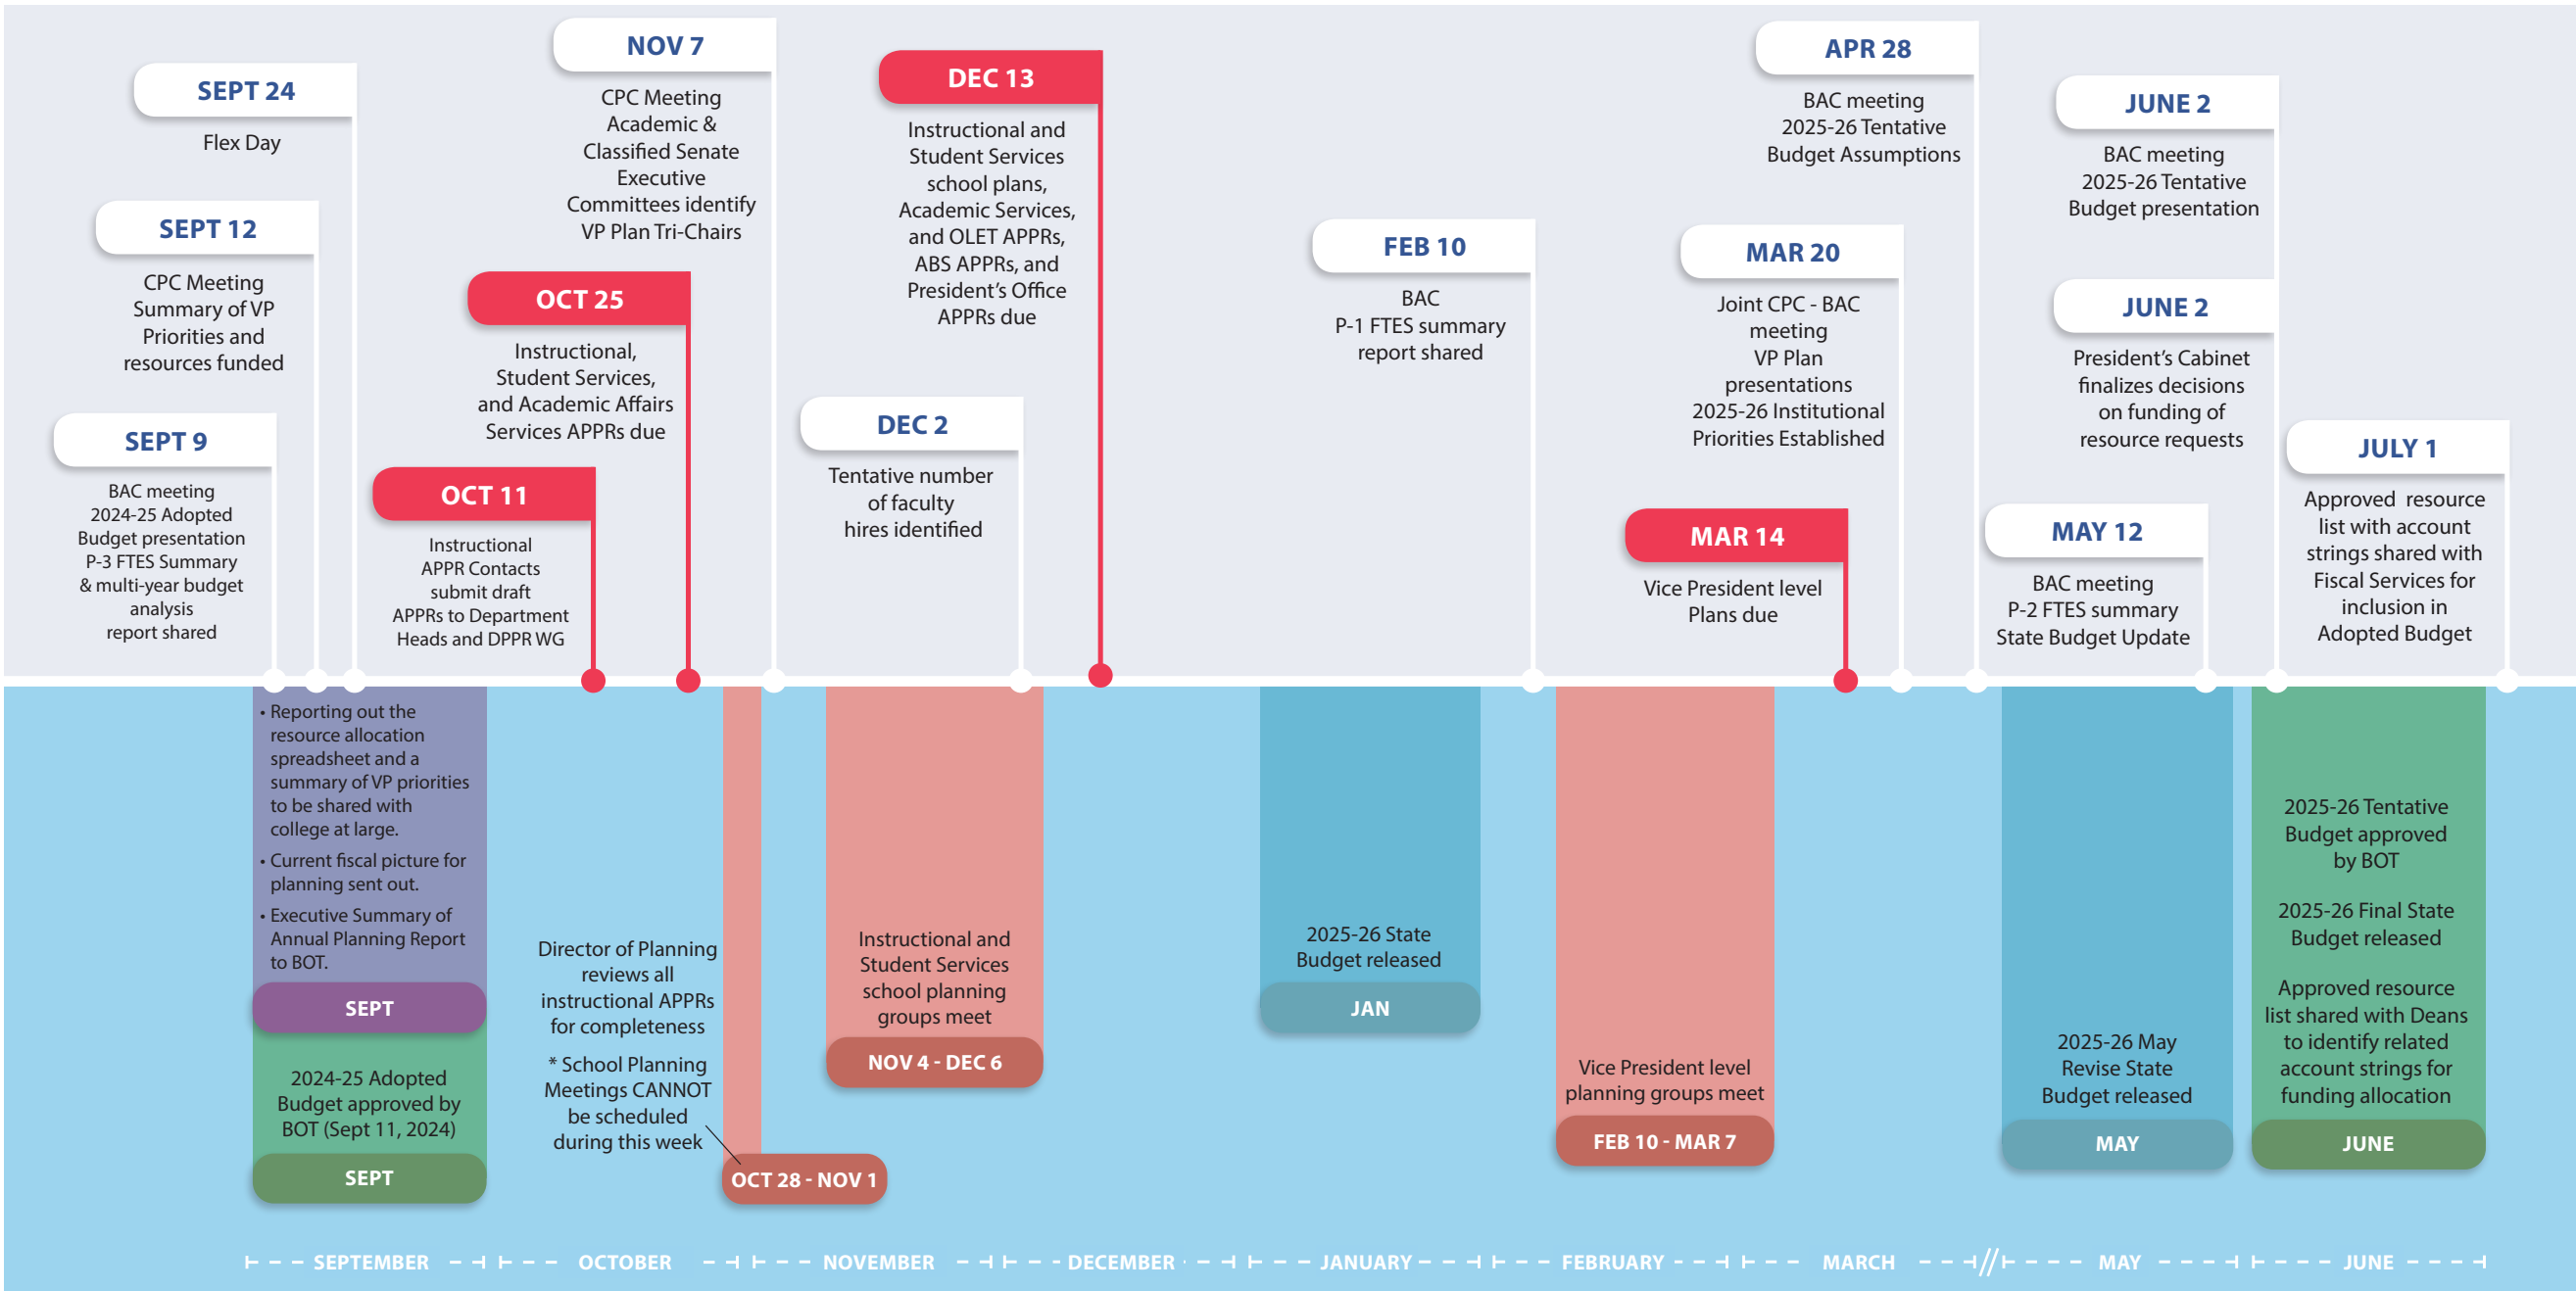 SEPT 24
Flex Day
SEPT 12
CPC Meeting
Summary of VP
Priorities and
resources funded
SEPT 9
BAC meeting
2024-25 Adopted
Budget presentation
P-3 FTES Summary
& multi-year budget
analysis
report shared
OCT 11
Instructional
APPR Contacts
submit draft
APPRs to Department
Heads and DPPR WG
OCT 25
Instructional,
Student Services,
and Academic Affairs
Services APPRs due
NOV 7
CPC Meeting
Academic &
Classified Senate
Executive
Committees identify
VP Plan Tri-Chairs
DEC 2
Tentative number
of faculty
hires identified
DEC 13
Instructional and
Student Services
school plans,
Academic Services,
and OLET APPRs,
ABS APPRs, and
President's Office
APPRs due
FEB 10
BAC
P-1 FTES summary
report shared
MAR 14
Vice President level
Plans due
MAR 20
Joint CPC - BAC
meeting
VP Plan
presentations
2025-26 Institutional
Priorities Established
APR 28
BAC meeting
2025-26 Tentative
Budget Assumptions
MAY 12
BAC meeting
P-2 FTES summary
State Budget Update
JUNE 2
BAC meeting
2025-26 Tentative
Budget presentation
JUNE 2
President's Cabinet
finalizes decisions
on funding of
resource requests
JULY 1
Approved resource
list with account
strings shared with
Fiscal Services for
inclusion in
Adopted Budget
• Reporting out the
resource allocation
spreadsheet and a
summary of VP priorities
to be shared with
college at large.
• Current fiscal picture for
planning sent out.
• Executive Summary of
Annual Planning Report
to BOT.
SEPT
2024-25 Adopted
Budget approved by
BOT (Sept 11, 2024)
SEPT
Director of Planning
reviews all
instructional APPRs
for completeness
* School Planning
Meetings CANNOT
be scheduled
during this week
OCT 28 - NOV 1
Instructional and
Student Services
school planning
groups meet
NOV 4 - DEC 6
2025-26 State
Budget released
JAN
Vice President level
planning groups meet
FEB 10 - MAR 7
2025-26 May
Revise State
Budget released
MAY
2025-26 Tentative
Budget approved
by BOT
2025-26 Final State
Budget released
Approved resource
list shared with Deans
to identify related
account strings for
funding allocation
JUNE
SEPTEMBER OCTOBER NOVEMBER DECEMBER JANUARY FEBRUARY MARCH // MAY JUNE